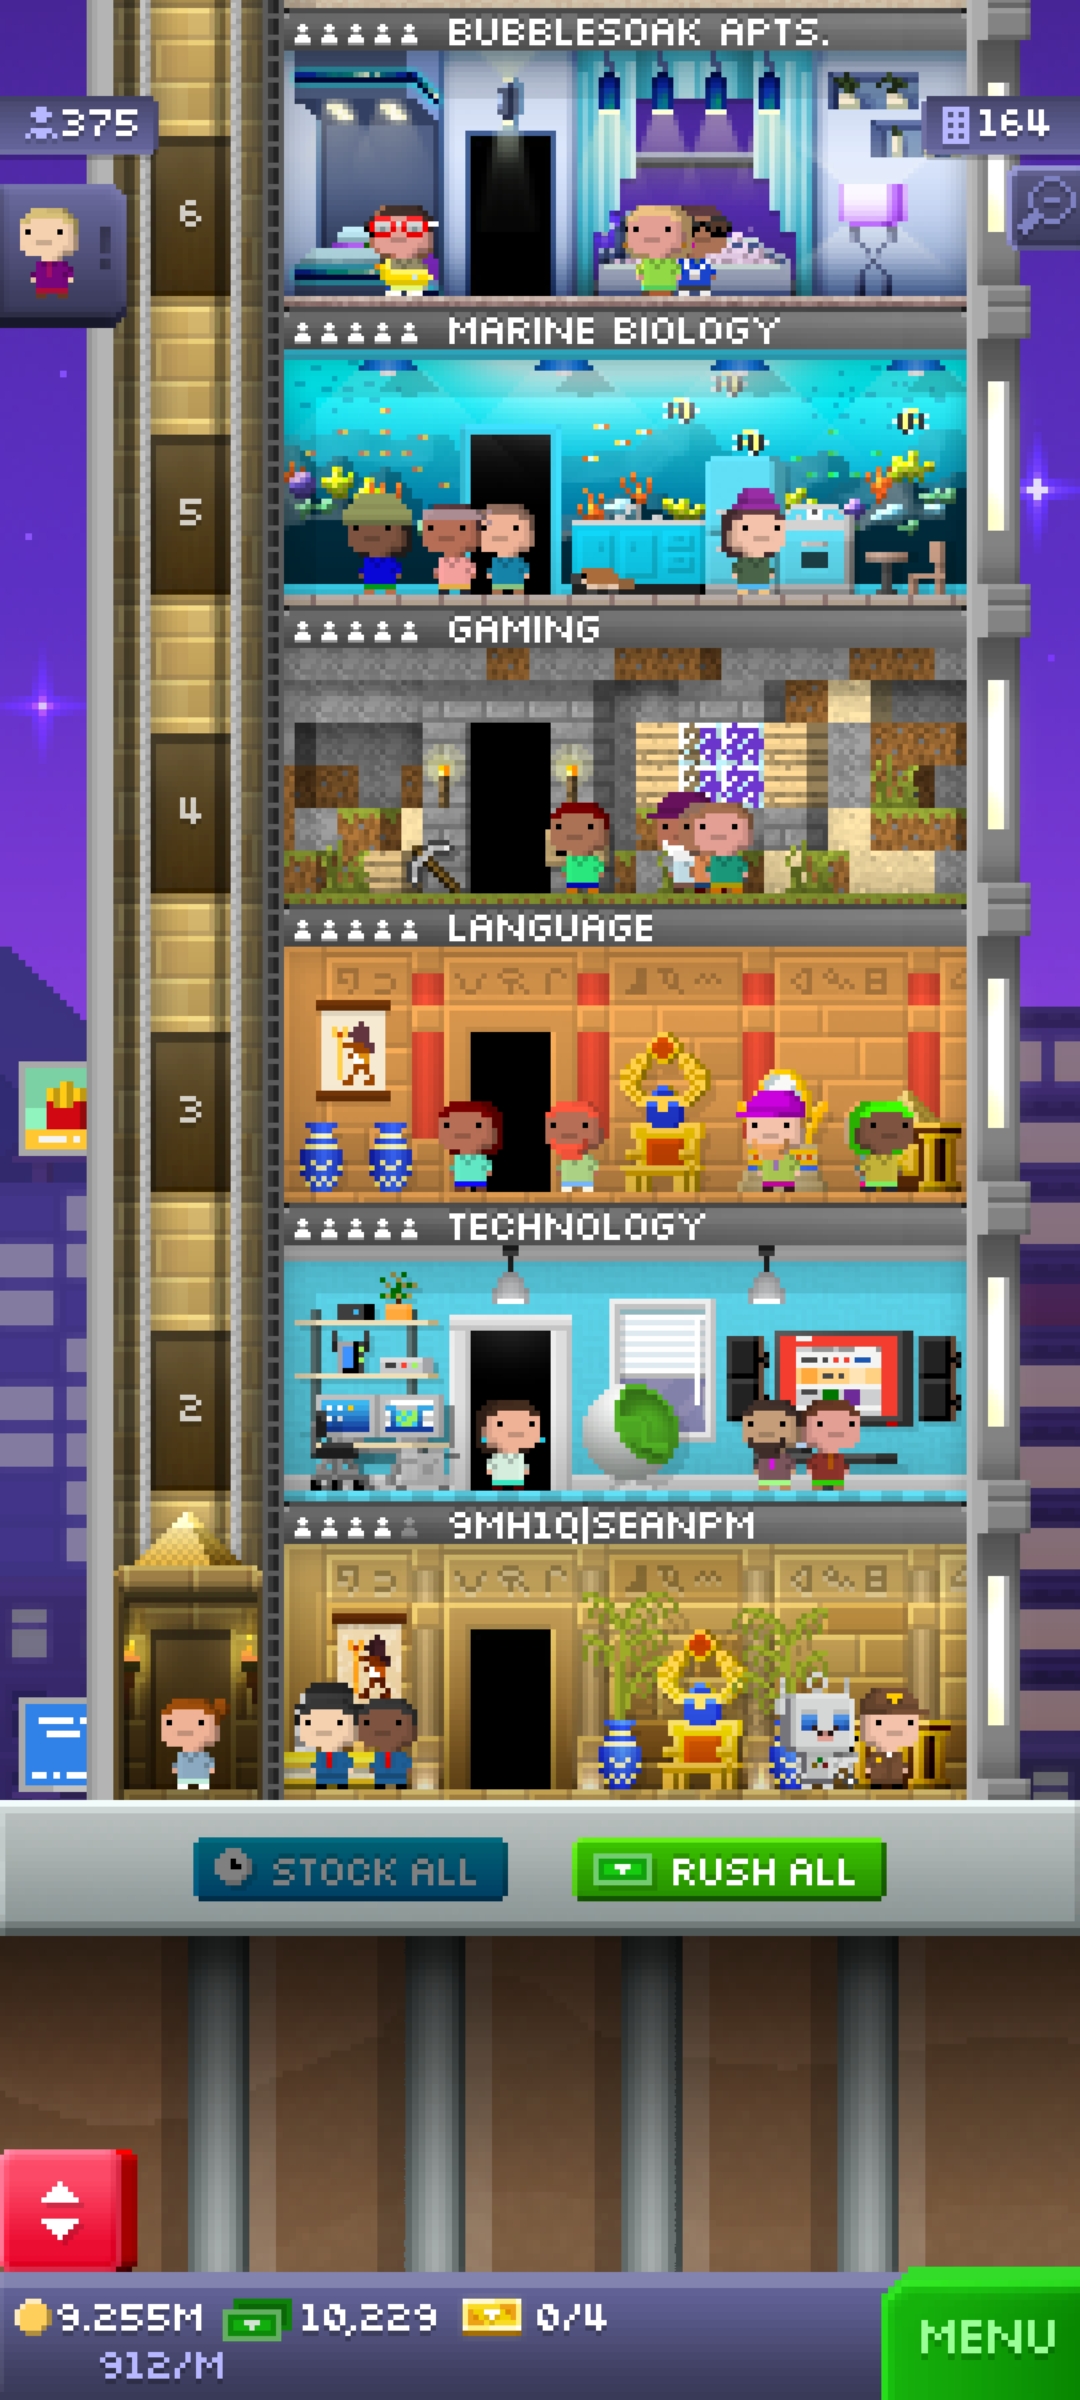 BUBBLESOAK APTS.
375
164
6
MARINE BIOLOGY
5
GAMING
4
LANGUAGE
3
TECHNOLOGY
2
9MH1Q|SEANPM
STOCK ALL
RUSH ALL
9.255M
10,229
0/4
MENU
912/M